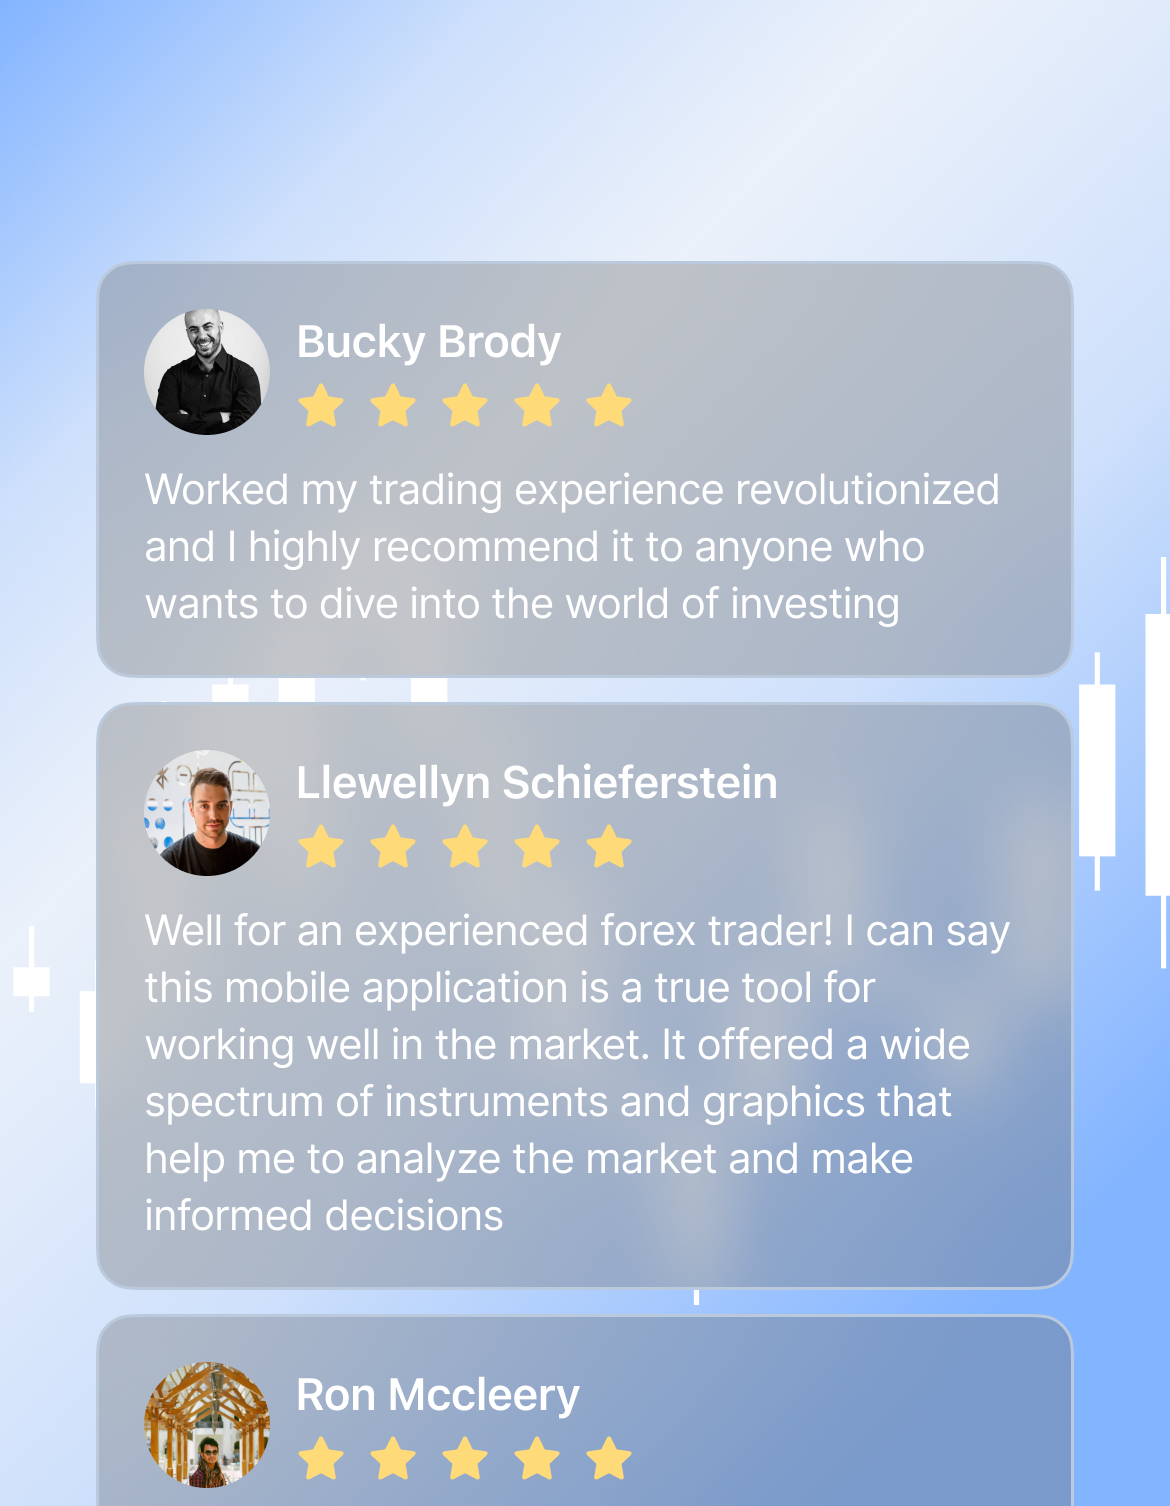 Bucky Brody
Worked my trading experience revolutionized
and I highly recommend it to anyone who
wants to dive into the world of investing
Llewellyn Schieferstein
Well for an experienced forex trader! I can say
this mobile application is a true tool for
working well in the market. It offered a wide
spectrum of instruments and graphics that
help me to analyze the market and make
informed decisions
Ron Mccleery